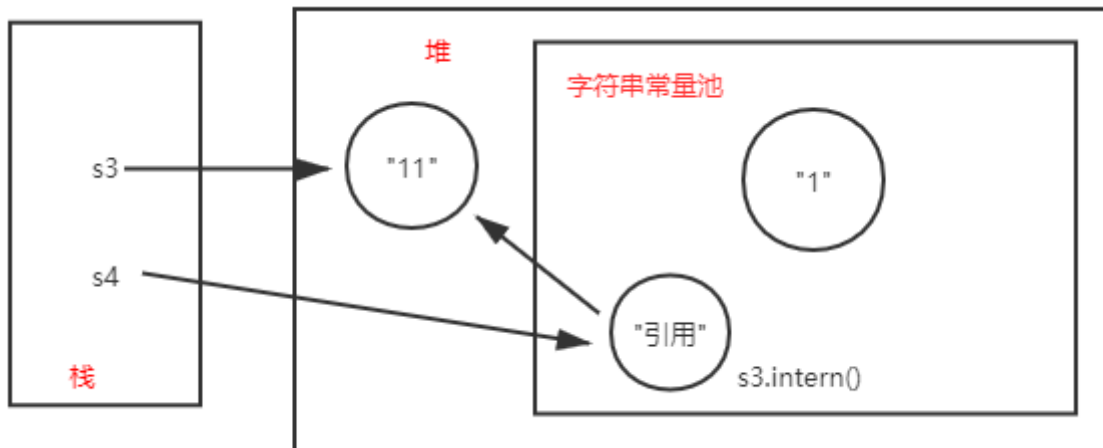 堆
字符串常量池
s3
"11"
"1"
s4
"引用"
栈
s3.intern()